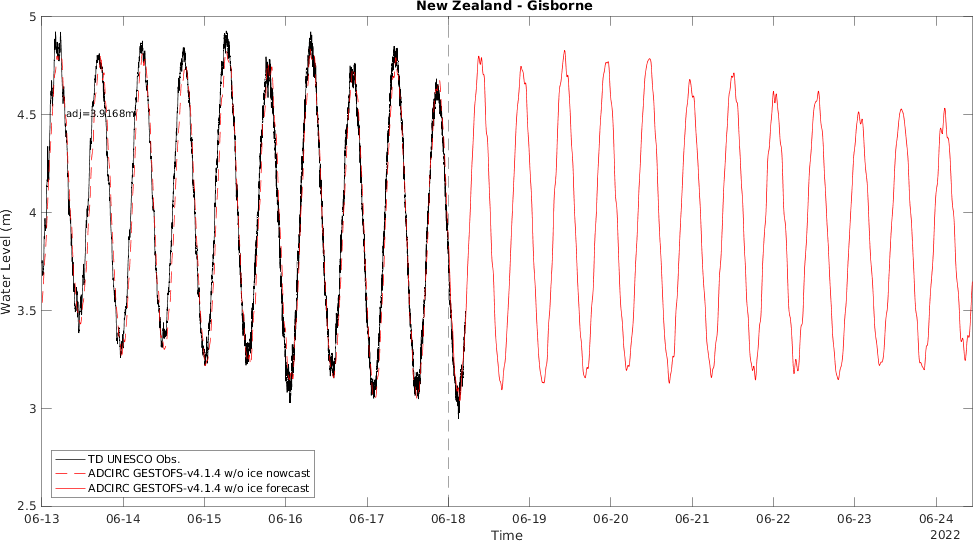 New Zealand - Gisborne
5
4.5
4
3.5
3
2.5
Water Level (m)
adj=3.9168m
TD UNESCO Obs.
ADCIRC GESTOFS-v4.1.4 w/o ice nowcast
ADCIRC GESTOFS-v4.1.4 w/o ice forecast
06-13 06-14 06-15 06-16 06-17 06-18 06-19 06-20 06-21 06-22 06-23 06-24
Time
2022